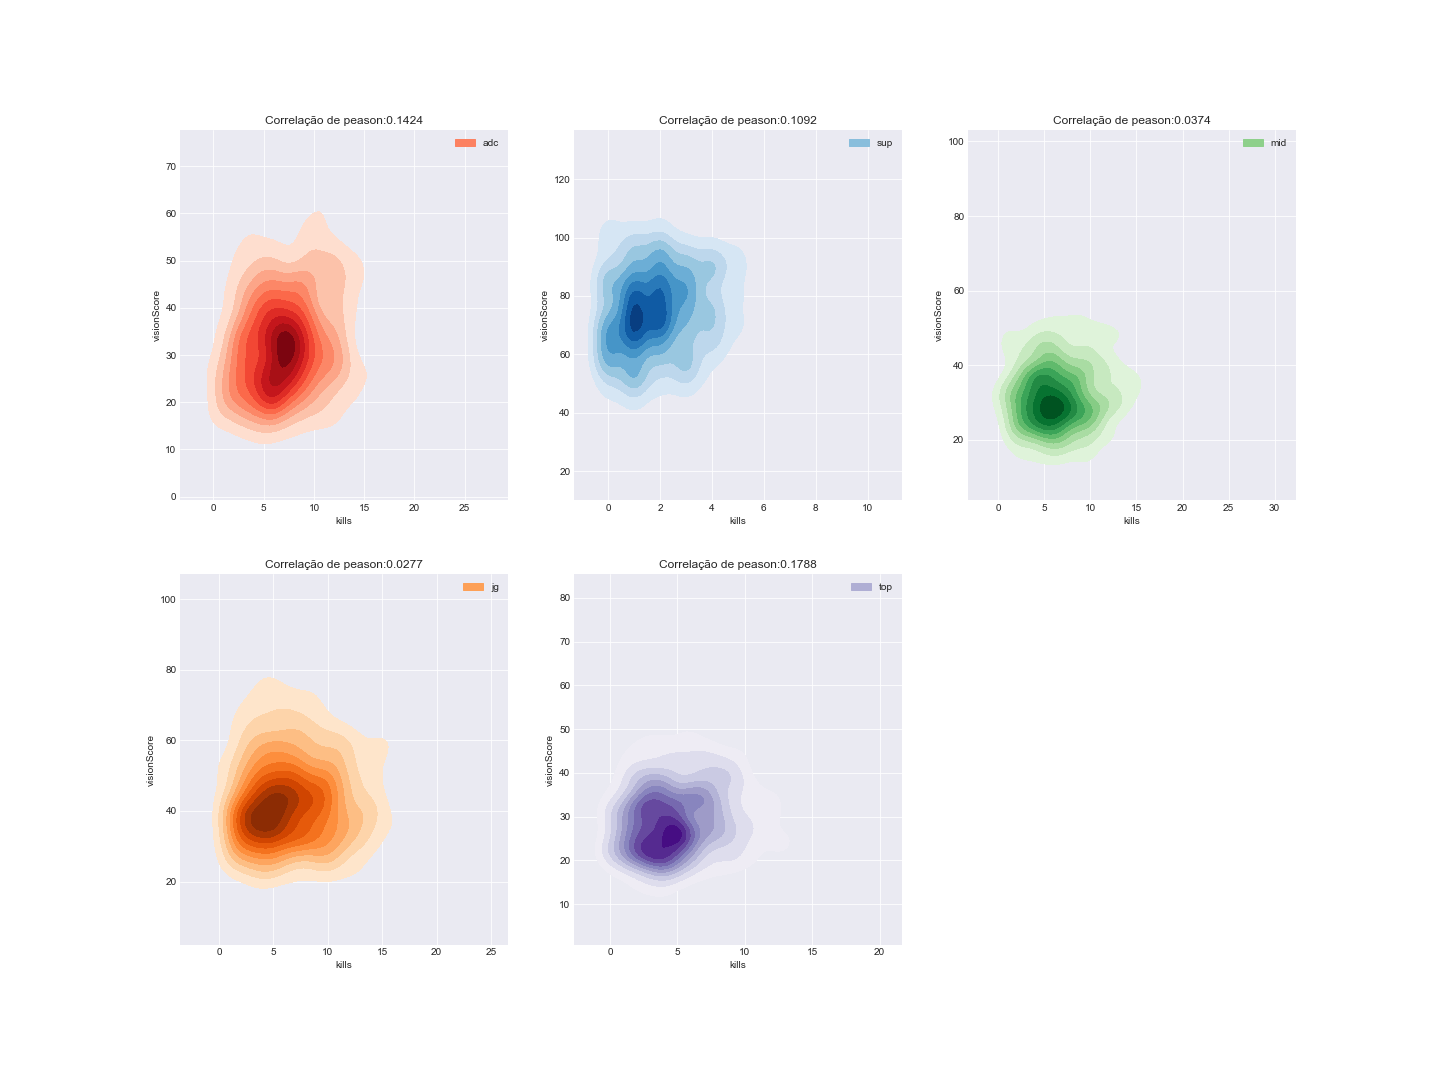 Correlação de peason:0.1424
adc
70
60
50
40
30
20
10
0
visionScore
0 5 10 15 20 25
kills
Correlação de peason:0.1092
sup
120
100
80
60
40
20
visionScore
0 2 4 6 8 10
kills
Correlação de peason:0.0374
mid
100
80
60
40
20
visionScore
0 5 10 15 20 25 30
kills
Correlação de peason:0.0277
jg
100
80
60
40
20
visionScore
0 5 10 15 20 25
kills
Correlação de peason:0.1788
top
80
70
60
50
40
30
20
10
visionScore
0 5 10 15 20
kills